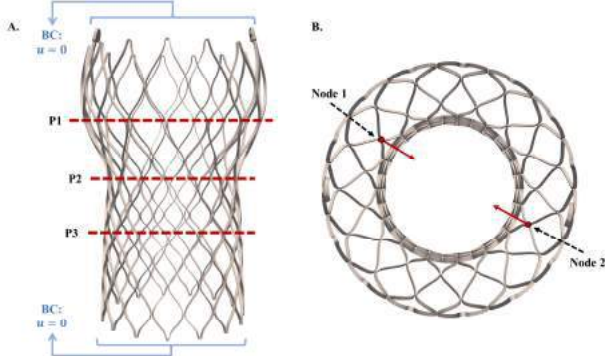 A.
BC:
u = 0
P1
P2
P3
BC:
u = 0
B.
Node 1
Node 2